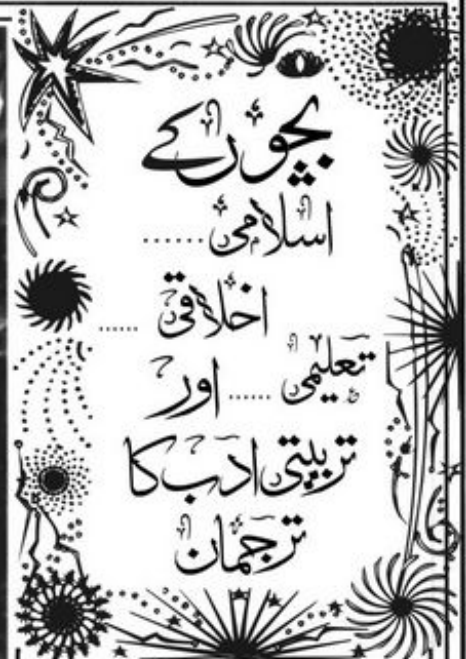 بچوں کے
اسلامی ......
اخلاقی ......
تعلیمی ...... اور
تربیتی ادب کا
ترجمان